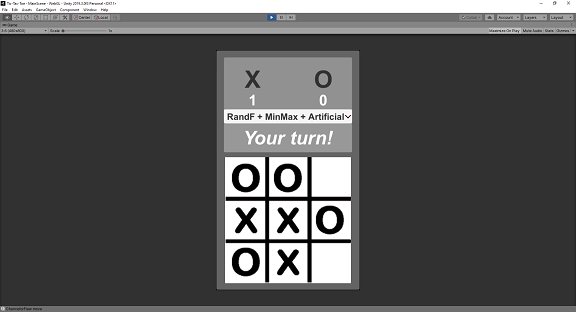 Tic-Tac-Toe - MainScene - WebGL - Unity 2019.3.0f6 Personal <DX11>
File Edit Assets GameObject Component Window Help
Center Local Account Layers Layout
Game
Scale 1x Maximize On Play Mute Audio Stats Gizmos
X O
1 0
RandF + MinMax + Artificial
Your turn!
O O
X X O
O X